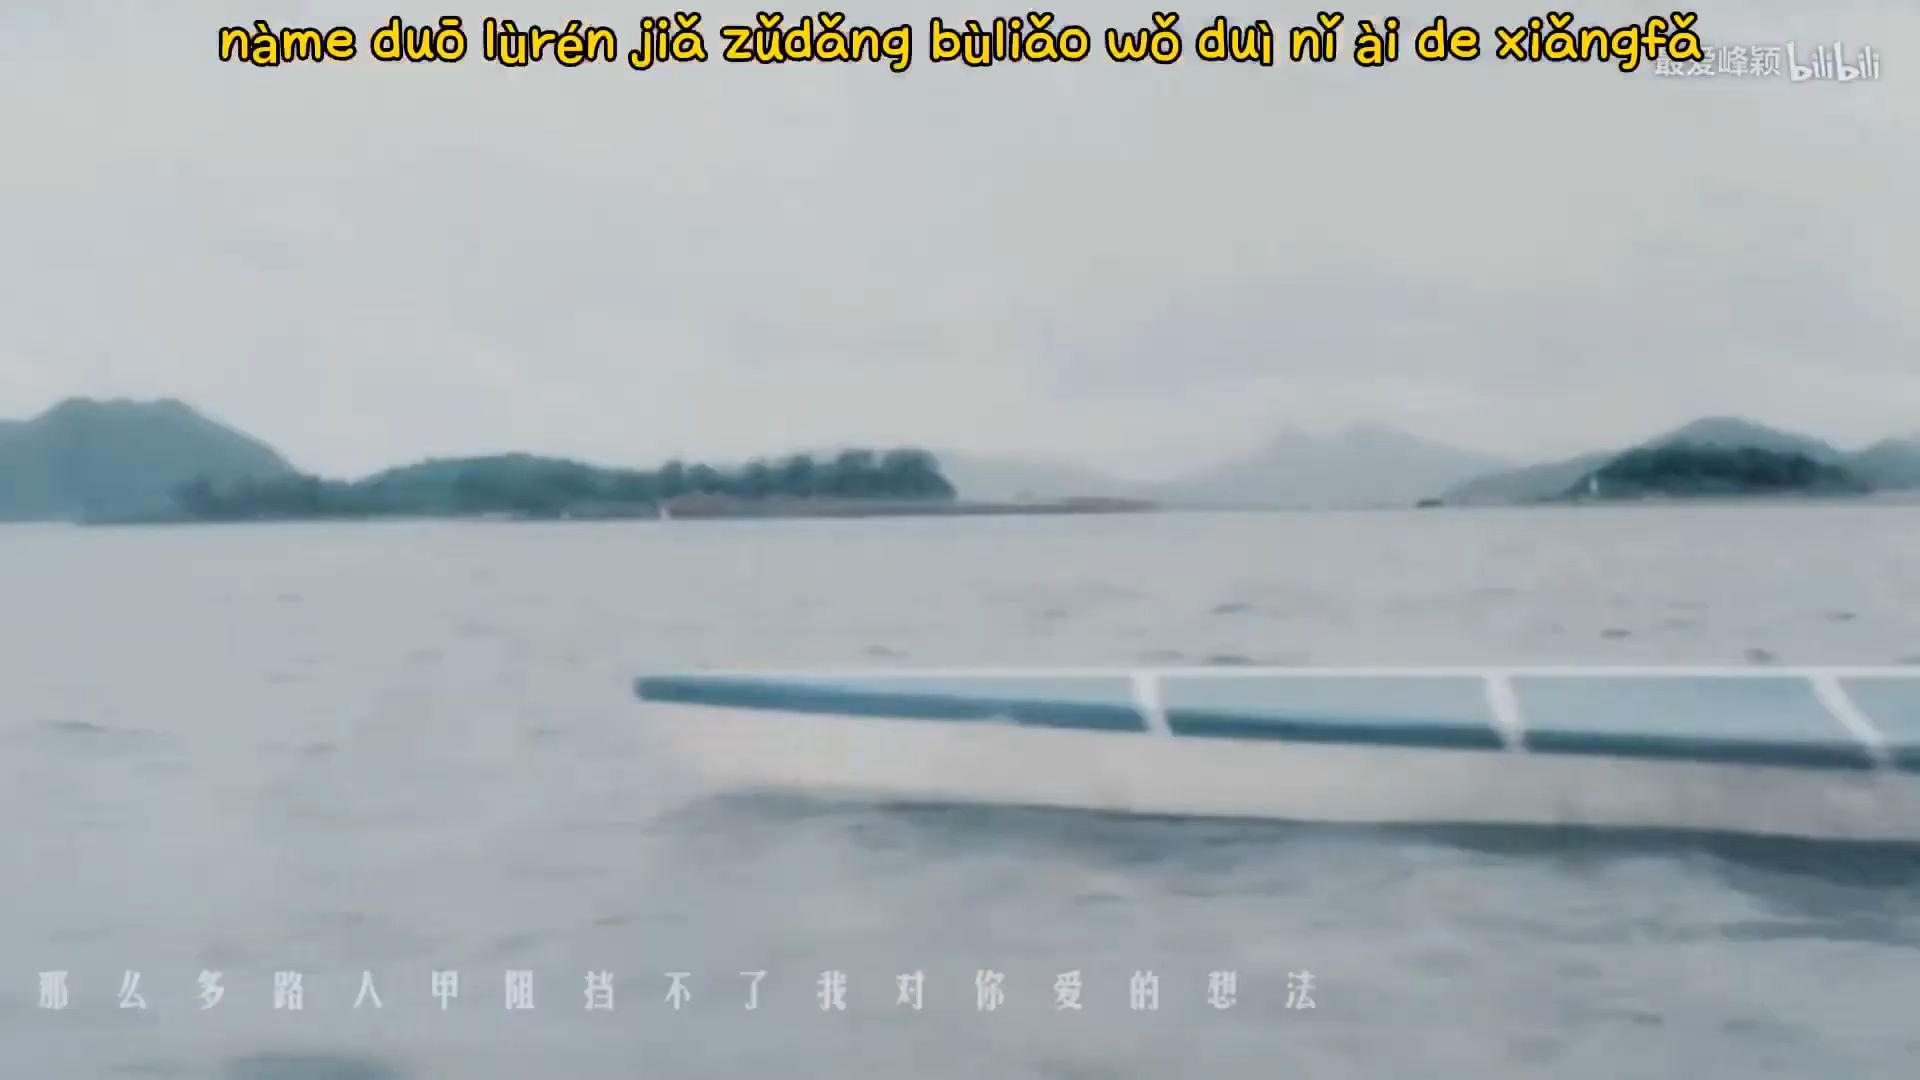 nàme duō lùrén jiǎ zǔdǎng bùliǎo wǒ duì nǐ ài de xiǎngfǎ
最爱峰颖 bilibili
那么多路人甲阻挡不了我对你爱的想法